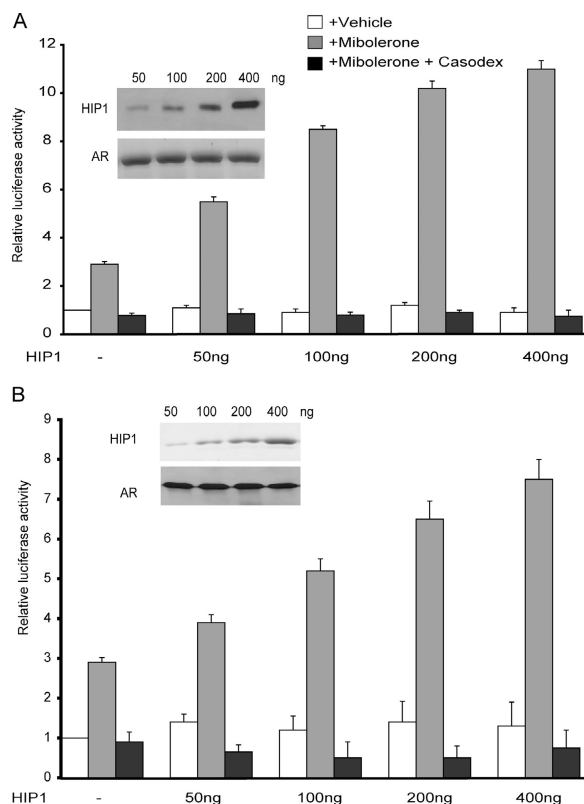 A
+Vehicle
+Mibolerone
+Mibolerone + Casodex
12
10
8
6
4
2
0
Relative luciferase activity
50 100 200 400 ng
HIP1
AR
HIP1 - 50ng 100ng 200ng 400ng
B
9
8
7
6
5
4
3
2
1
0
Relative luciferase activity
50 100 200 400 ng
HIP1
AR
HIP1 - 50ng 100ng 200ng 400ng